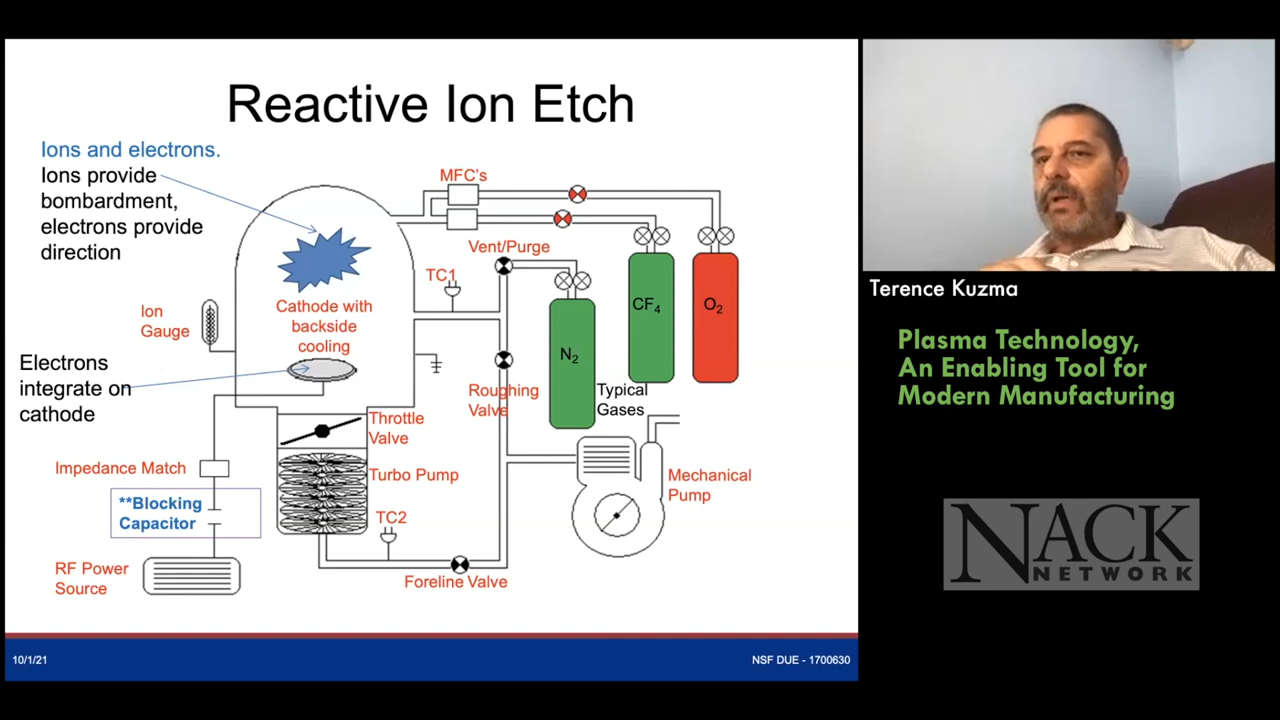 Reactive Ion Etch
Ions and electrons.
Ions provide
bombardment,
electrons provide
direction
MFC's
Vent/Purge
TC1
Ion
Gauge
Cathode with
backside
cooling
CF4
O2
N2
Electrons
integrate on
cathode
Roughing
Valve
Typical
Gases
Throttle
Valve
Impedance Match
Turbo Pump
Mechanical
Pump
**Blocking
Capacitor
TC2
RF Power
Source
Foreline Valve
10/1/21
NSF DUE - 1700630
Terence Kuzma
Plasma Technology,
An Enabling Tool for
Modern Manufacturing
NACK
NETWORK